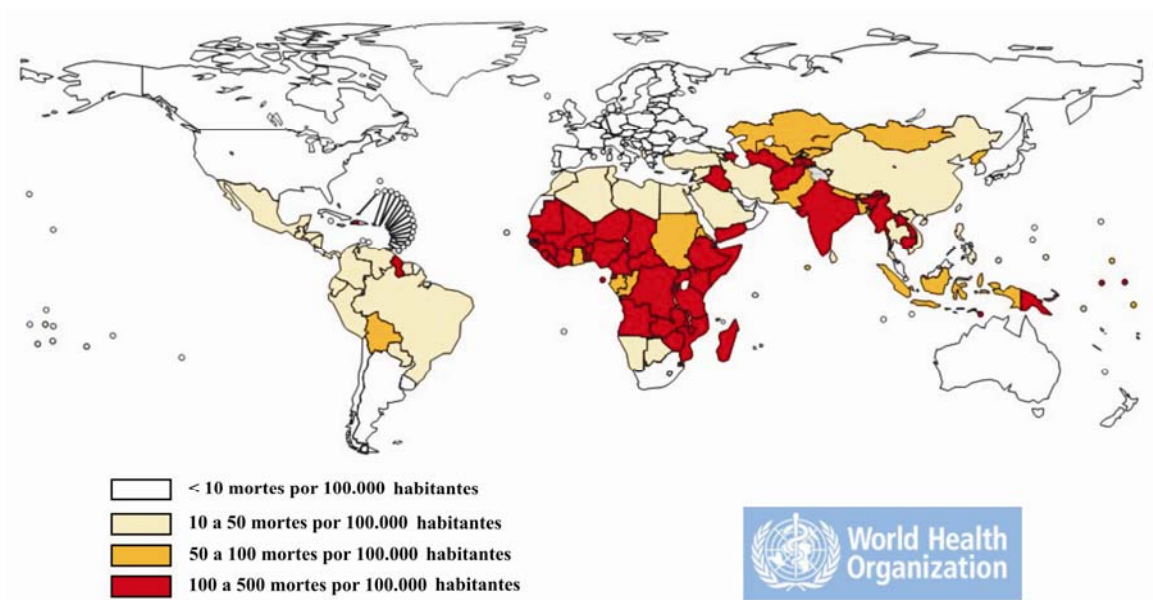 < 10 mortes por 100.000 habitantes
10 a 50 mortes por 100.000 habitantes
50 a 100 mortes por 100.000 habitantes
100 a 500 mortes por 100.000 habitantes
World Health
Organization